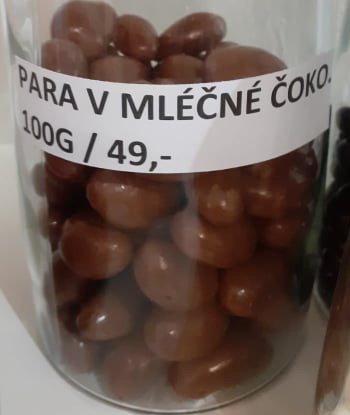 PARA V MLÉČNÉ ČOKO.
100G / 49,-